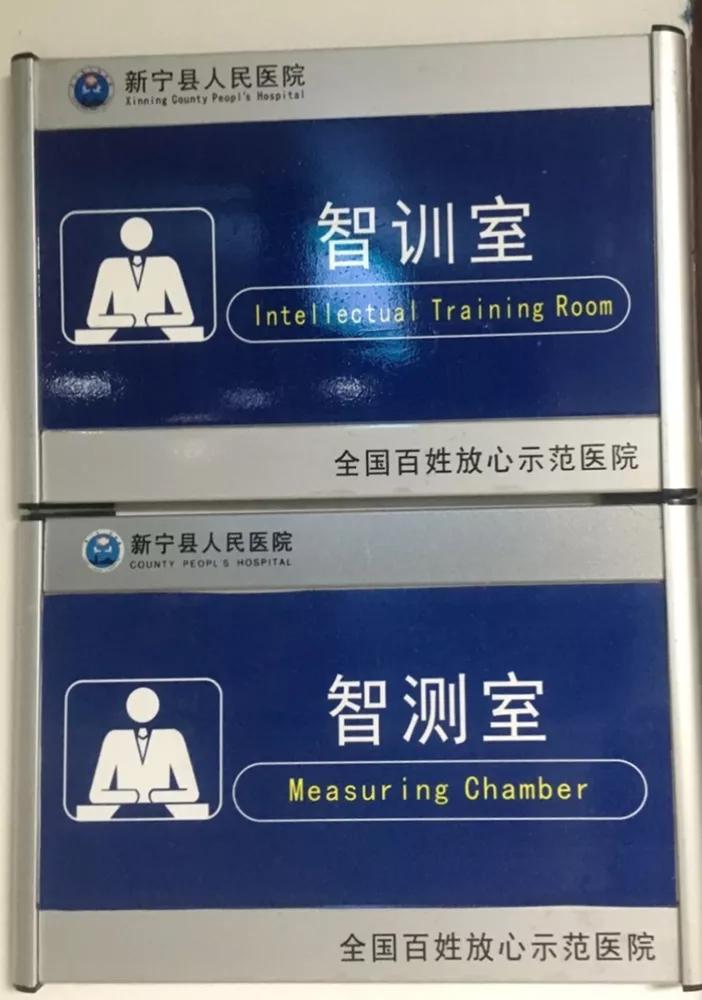 新宁县人民医院
Xinning County Peopl's Hospital
智训室
Intellectual Training Room
全国百姓放心示范医院
新宁县人民医院
COUNTY PEOPL'S HOSPITAL
智测室
Measuring Chamber
全国百姓放心示范医院